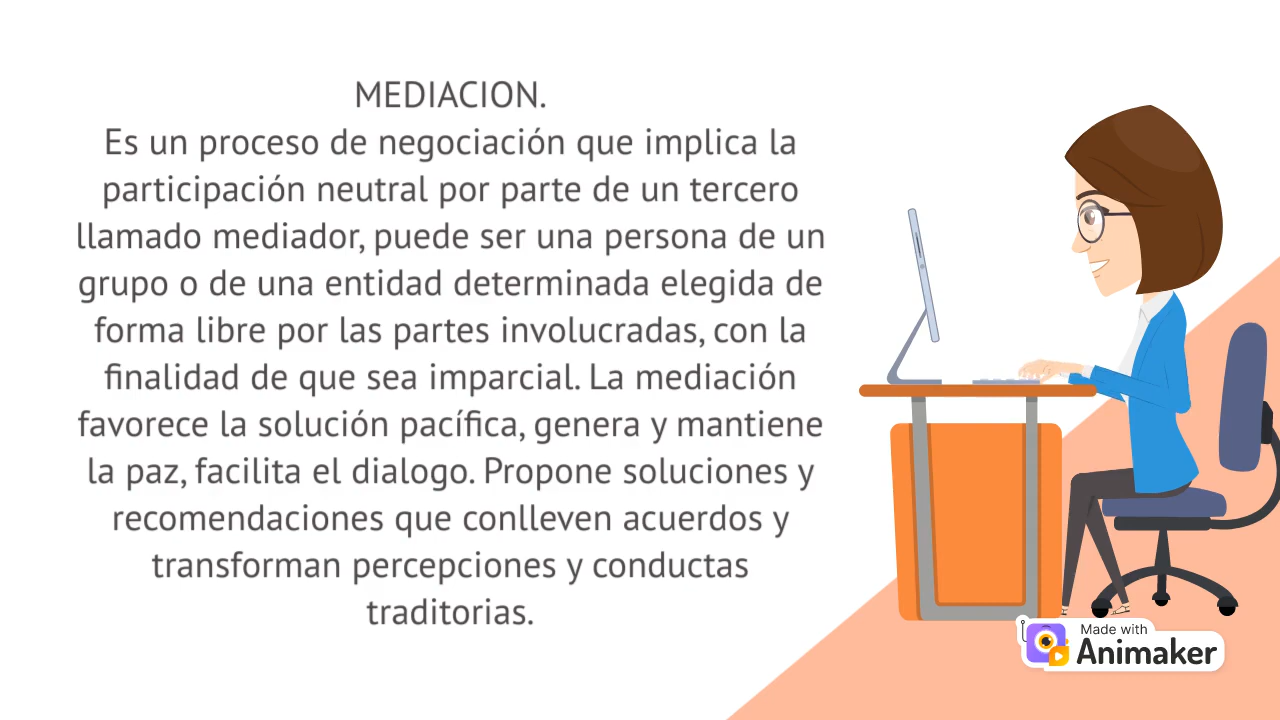 MEDIACION.
Es un proceso de negociación que implica la
participación neutral por parte de un tercero
llamado mediador, puede ser una persona de un
grupo o de una entidad determinada elegida de
forma libre por las partes involucradas, con la
finalidad de que sea imparcial. La mediación
favorece la solución pacífica, genera y mantiene
la paz, facilita el dialogo. Propone soluciones y
recomendaciones que conlleven acuerdos y
transforman percepciones y conductas
traditorias.
Made with
Animaker